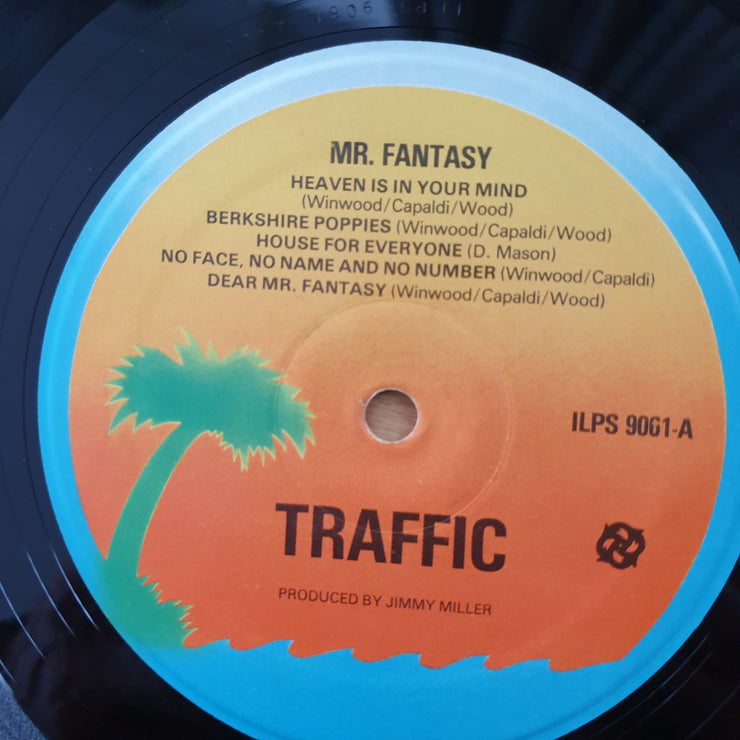 MR. FANTASY
HEAVEN IS IN YOUR MIND
(Winwood/Capaldi/Wood)
BERKSHIRE POPPIES (Winwood/Capaldi/Wood)
HOUSE FOR EVERYONE (D. Mason)
NO FACE, NO NAME AND NO NUMBER (Winwood/Capaldi)
DEAR MR. FANTASY (Winwood/Capaldi/Wood)
ILPS 9061-A
TRAFFIC
PRODUCED BY JIMMY MILLER